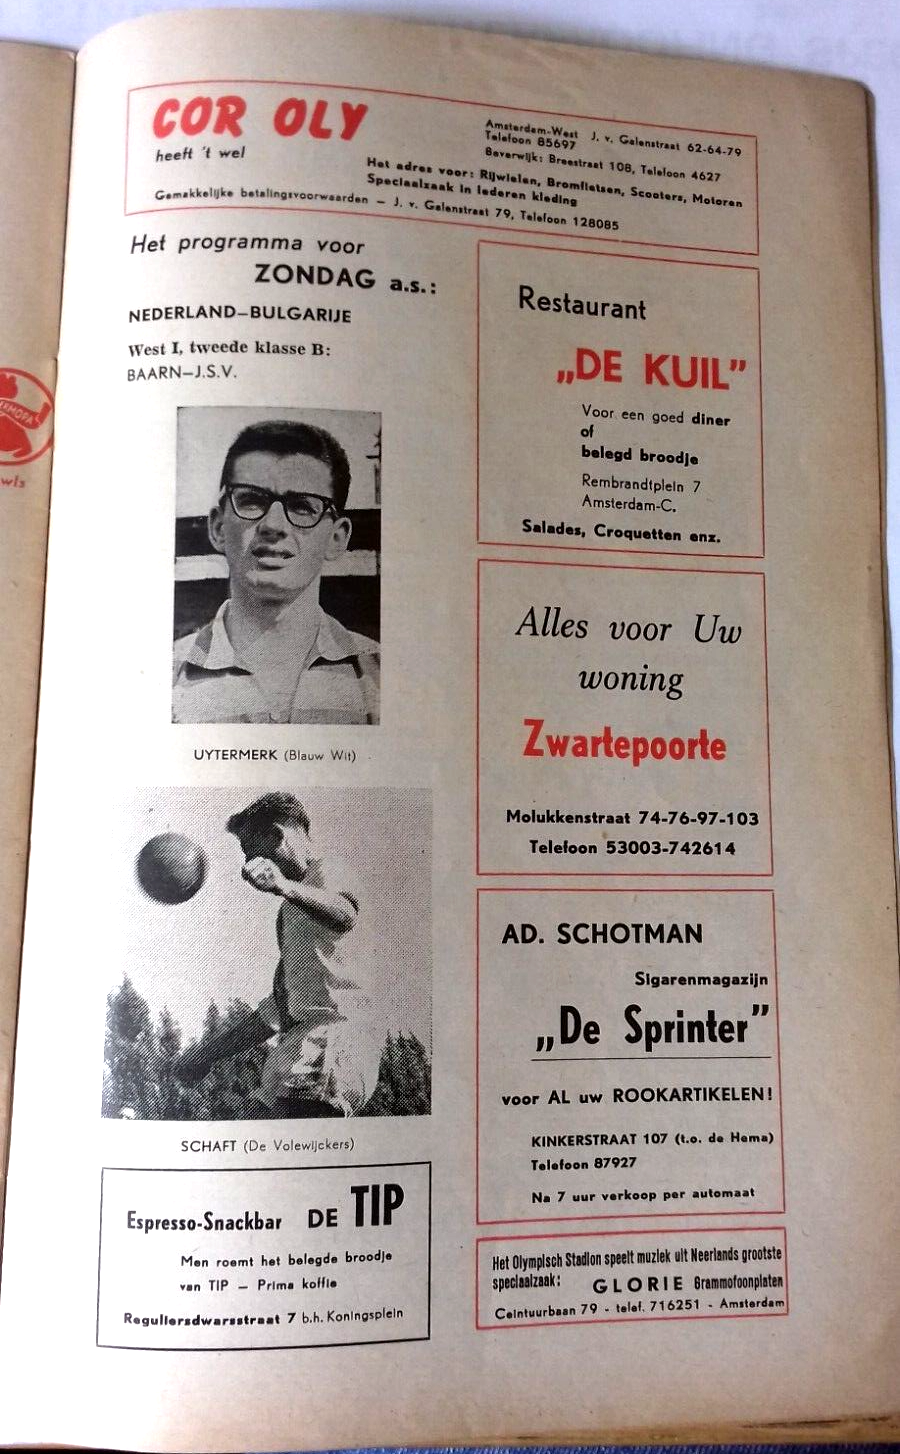 COR OLY
heeft 't wel
Amsterdam-West J. v. Galenstraat 62-64-79
Telefoon 85697
Beverwijk: Breestraat 108, Telefoon 4627
Het adres voor: Rijwielen, Bromfietsen, Scooters, Motoren
Speciaalzaak in lederen kleding
Gemakkelijke betalingsvoorwaarden — J. v. Galenstraat 79, Telefoon 128085
Het programma voor
ZONDAG a.s.:
NEDERLAND–BULGARIJE
West I, tweede klasse B:
BAARN–J.S.V.
UYTERMERK (Blauw Wit)
SCHAFT (De Volewijckers)
Espresso-Snackbar DE TIP
Men roemt het belegde broodje
van TIP — Prima koffie
Reguliersdwarsstraat 7 b.h. Koningsplein
Restaurant
„DE KUIL”
Voor een goed diner
of
belegd broodje
Rembrandtplein 7
Amsterdam-C.
Salades, Croquetten enz.
Alles voor Uw
woning
Zwartepoorte
Molukkenstraat 74-76-97-103
Telefoon 53003-742614
AD. SCHOTMAN
Sigarenmagazijn
„De Sprinter”
voor AL uw ROOKARTIKELEN!
KINKERSTRAAT 107 (t.o. de Hema)
Telefoon 87927
Na 7 uur verkoop per automaat
Het Olympisch Stadion speelt muziek uit Neerlands grootste
speciaalzaak: GLORIE Grammofoonplaten
Ceintuurbaan 79 - telef. 716251 - Amsterdam